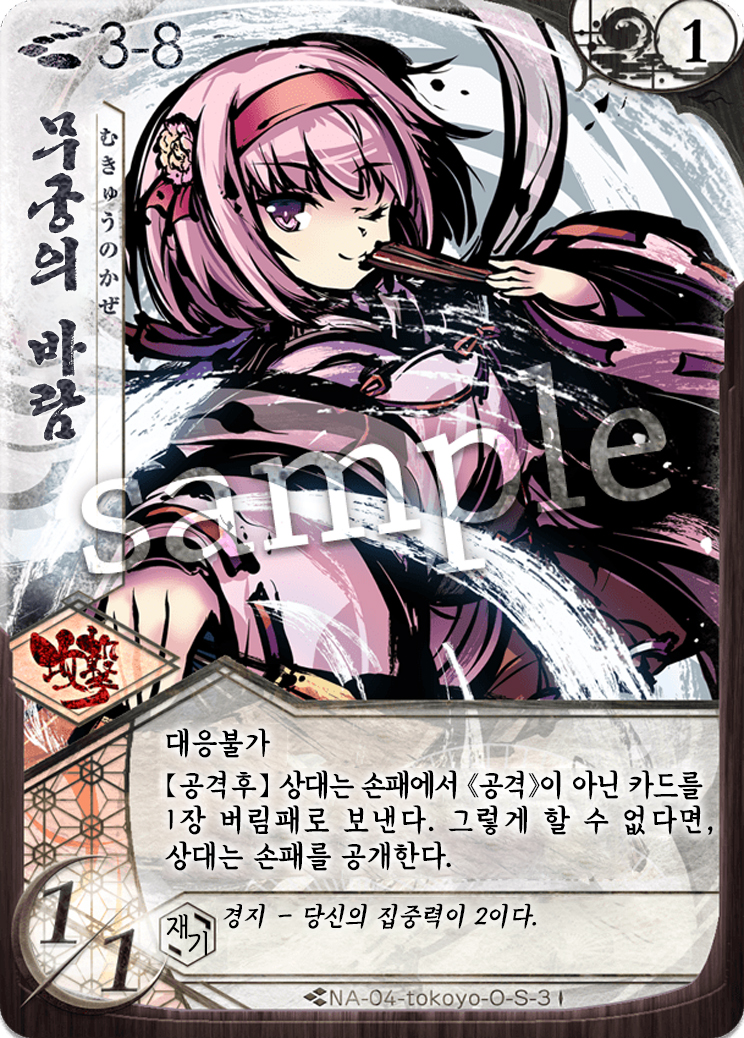 3-8
1
무궁의 바람
むきゅうのかぜ
sample
攻撃
대응불가
【공격후】 상대는 손패에서 《공격》이 아닌 카드를
1장 버림패로 보낸다. 그렇게 할 수 없다면,
상대는 손패를 공개한다.
1/1
재기
경지 - 당신의 집중력이 2이다.
NA-04-tokoyo-O-S-3